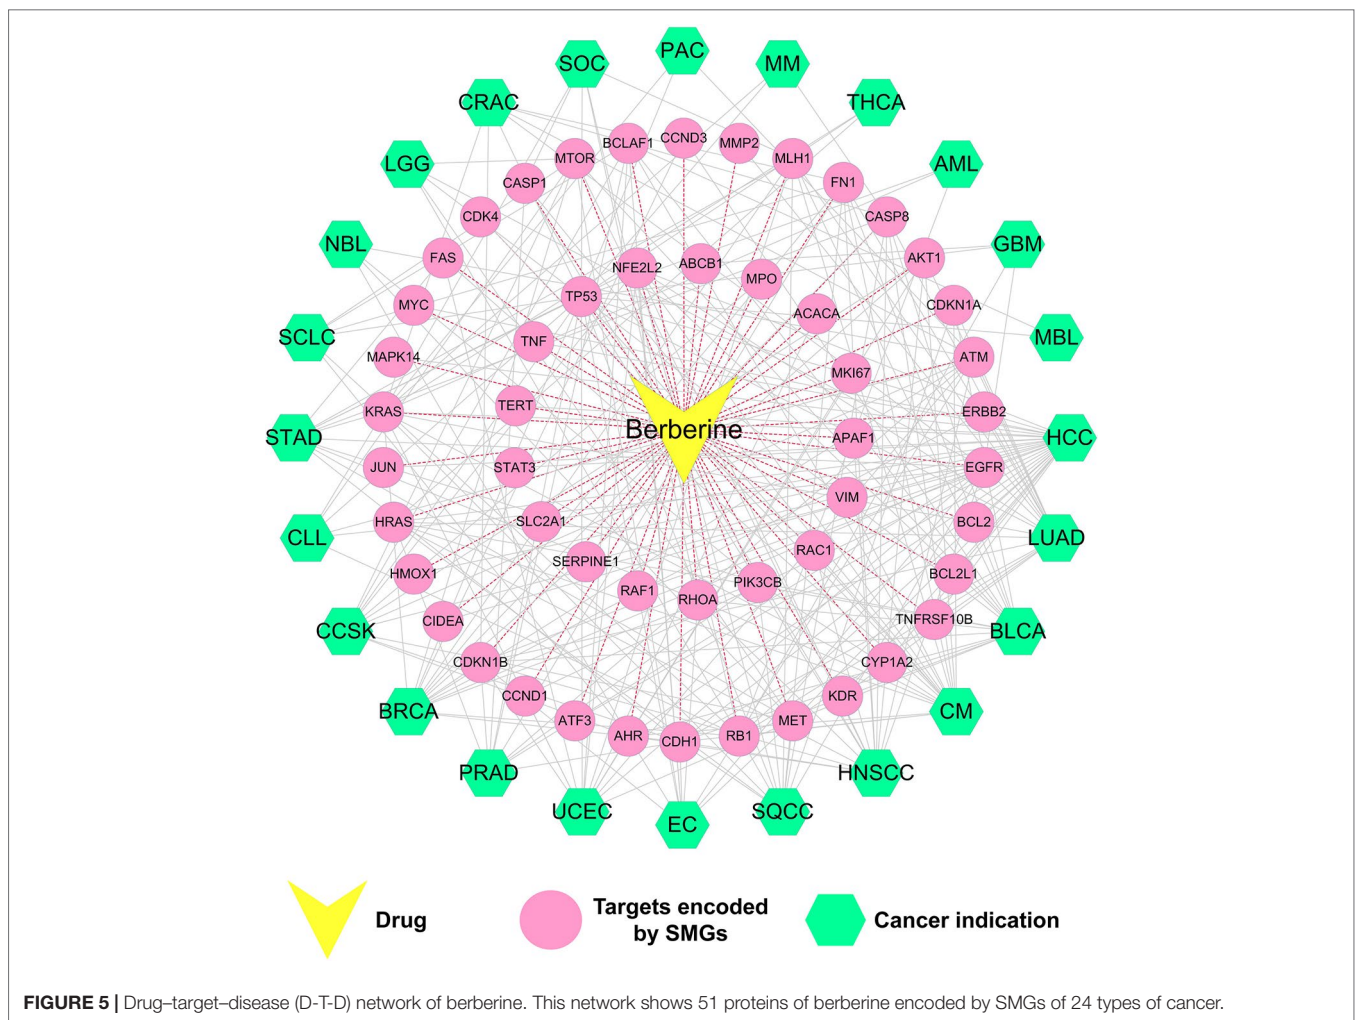 PAC
SOC
MM
CRAC
THCA
BCLAF1
CCND3
MMP2
MTOR
MLH1
LGG
AML
CASP1
FN1
CDK4
CASP8
NBL
GBM
FAS
NFE2L2
ABCB1
AKT1
MPO
TP53
MYC
CDKN1A
ACACA
SCLC
MBL
TNF
MAPK14
ATM
MKI67
TERT
KRAS
ERBB2
Berberine
STAD
APAF1
HCC
JUN
STAT3
EGFR
VIM
HRAS
SLC2A1
BCL2
CLL
LUAD
RAC1
SERPINE1
HMOX1
BCL2L1
PIK3CB
RAF1
RHOA
CIDEA
TNFRSF10B
CCSK
BLCA
CDKN1B
CYP1A2
CCND1
KDR
BRCA
CM
ATF3
MET
AHR
CDH1
RB1
PRAD
HNSCC
UCEC
SQCC
EC
Drug
Targets encoded
by SMGs
Cancer indication
FIGURE 5 | Drug–target–disease (D-T-D) network of berberine. This network shows 51 proteins of berberine encoded by SMGs of 24 types of cancer.